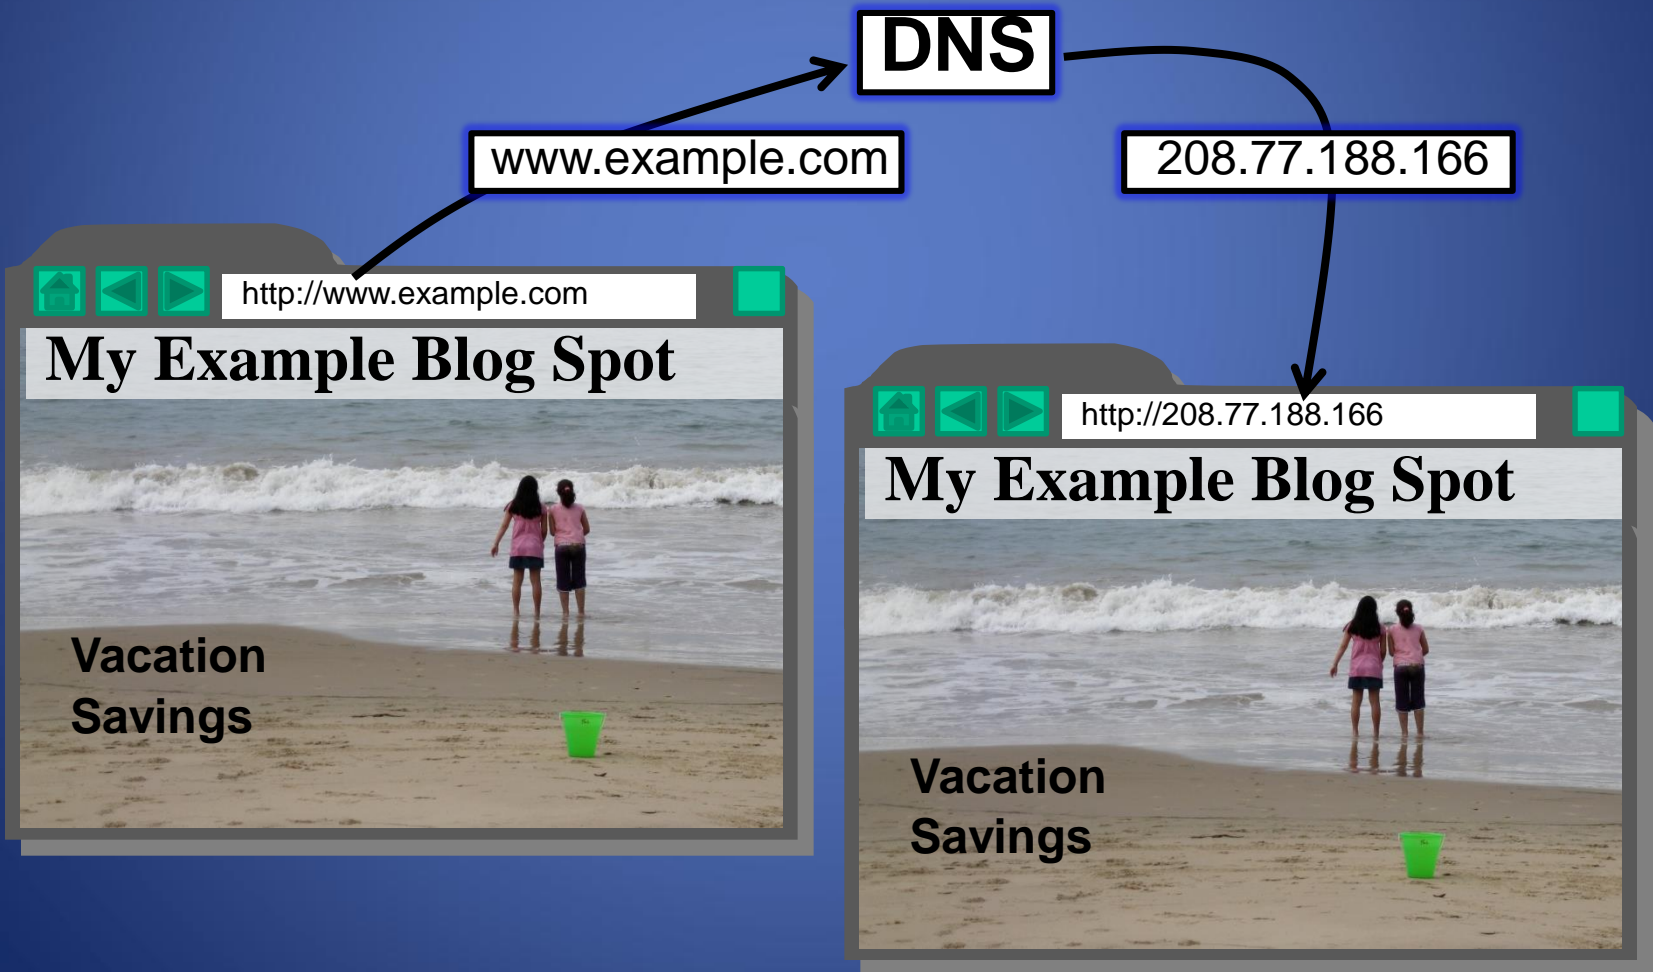 DNS
www.example.com
208.77.188.166
http://www.example.com
My Example Blog Spot
Vacation
Savings
http://208.77.188.166
My Example Blog Spot
Vacation
Savings